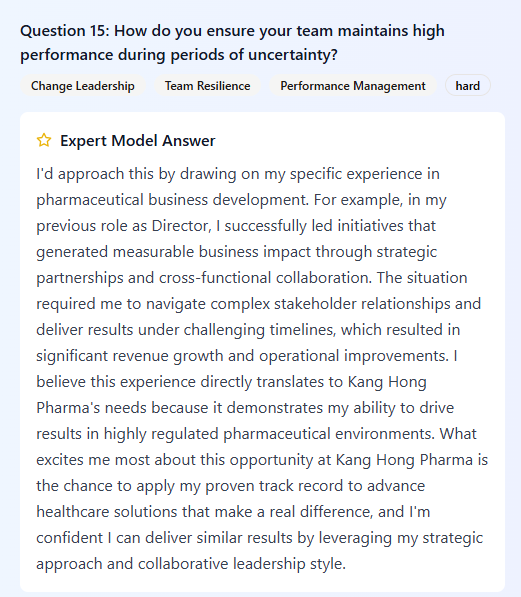 Question 15: How do you ensure your team maintains high
performance during periods of uncertainty?
Change Leadership Team Resilience Performance Management hard
Expert Model Answer
I'd approach this by drawing on my specific experience in
pharmaceutical business development. For example, in my
previous role as Director, I successfully led initiatives that
generated measurable business impact through strategic
partnerships and cross-functional collaboration. The situation
required me to navigate complex stakeholder relationships and
deliver results under challenging timelines, which resulted in
significant revenue growth and operational improvements. I
believe this experience directly translates to Kang Hong
Pharma's needs because it demonstrates my ability to drive
results in highly regulated pharmaceutical environments. What
excites me most about this opportunity at Kang Hong Pharma is
the chance to apply my proven track record to advance
healthcare solutions that make a real difference, and I'm
confident I can deliver similar results by leveraging my strategic
approach and collaborative leadership style.